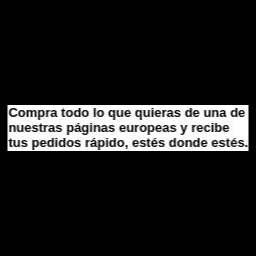 Compra todo lo que quieras de una de
nuestras páginas europeas y recibe
tus pedidos rápido, estés donde estés.